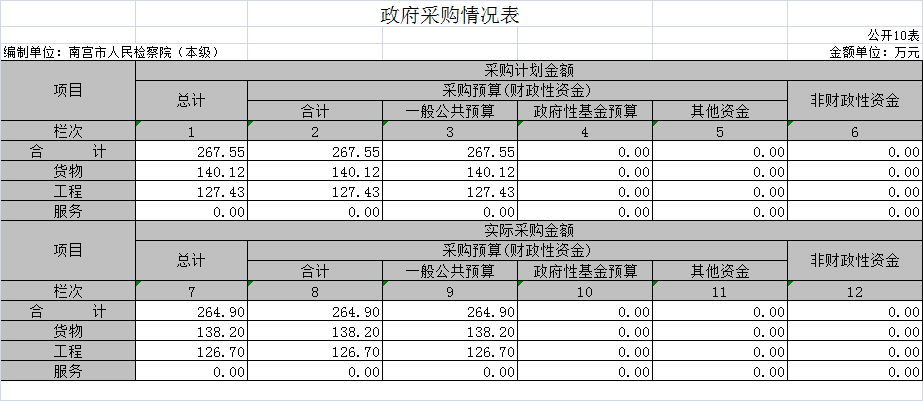 政府采购情况表
公开10表
编制单位：南宫市人民检察院（本级） 金额单位：万元
项目 采购计划金额
总计 采购预算(财政性资金) 非财政性资金
合计 一般公共预算 政府性基金预算 其他资金
栏次 1 2 3 4 5 6
合 计 267.55 267.55 267.55 0.00 0.00 0.00
货物 140.12 140.12 140.12 0.00 0.00 0.00
工程 127.43 127.43 127.43 0.00 0.00 0.00
服务 0.00 0.00 0.00 0.00 0.00 0.00
项目 实际采购金额
总计 采购预算(财政性资金) 非财政性资金
合计 一般公共预算 政府性基金预算 其他资金
栏次 7 8 9 10 11 12
合 计 264.90 264.90 264.90 0.00 0.00 0.00
货物 138.20 138.20 138.20 0.00 0.00 0.00
工程 126.70 126.70 126.70 0.00 0.00 0.00
服务 0.00 0.00 0.00 0.00 0.00 0.00